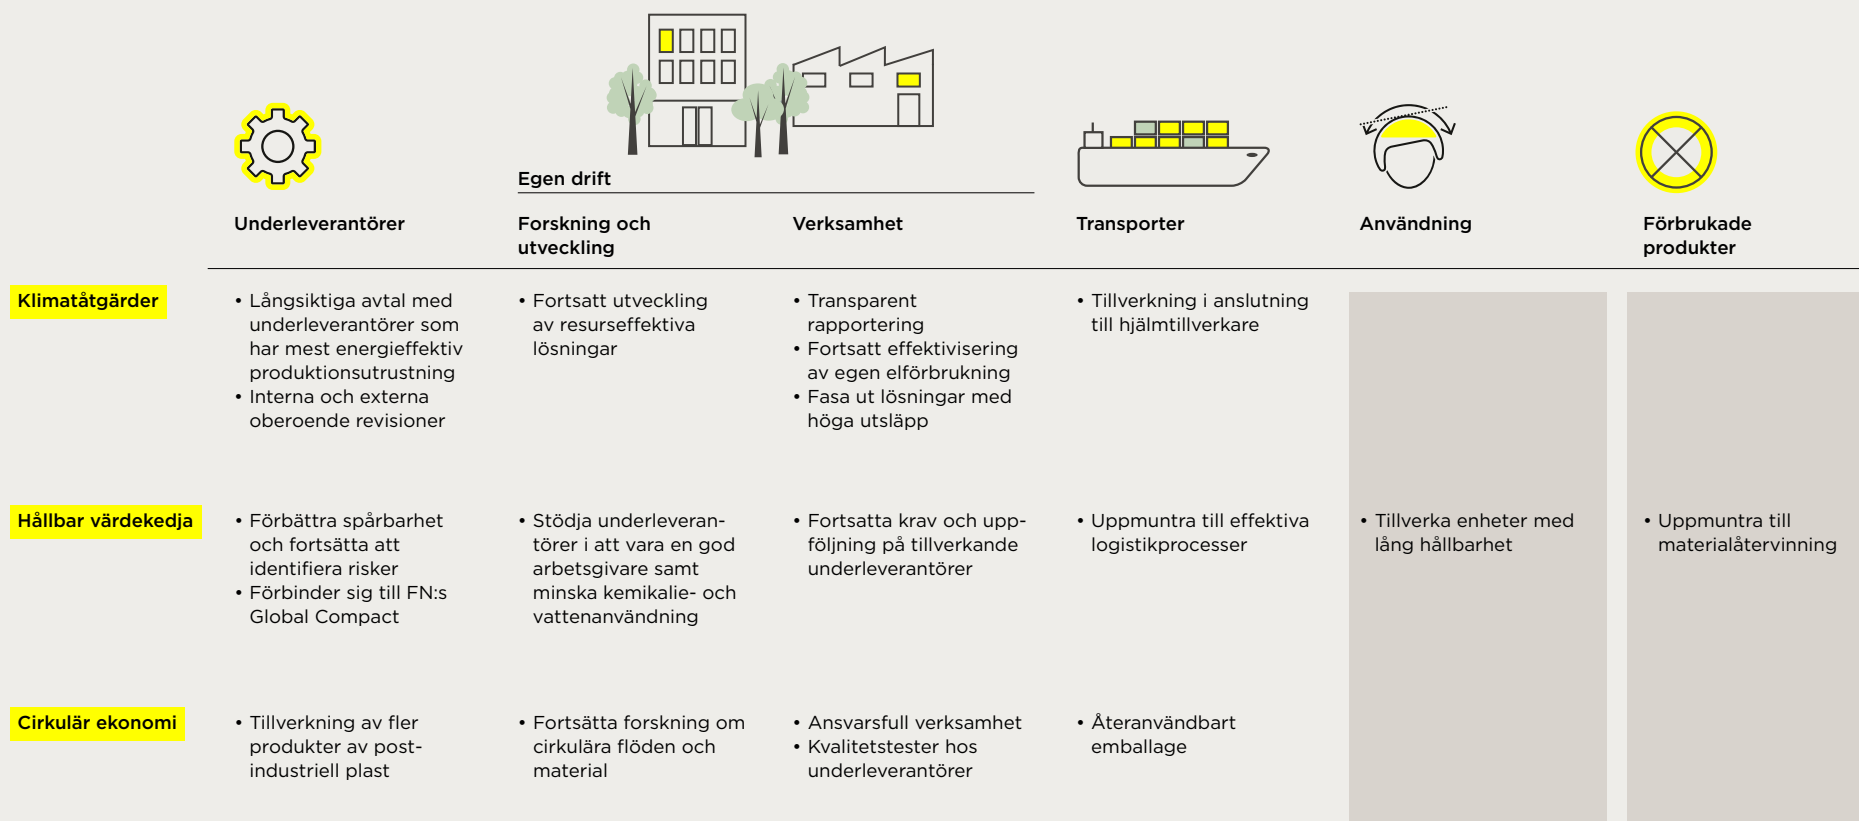 Egen drift
Underleverantörer
Forskning och
utveckling
Verksamhet
Transporter
Användning
Förbrukade
produkter
Klimatåtgärder
• Långsiktiga avtal med
underleverantörer som
har mest energieffektiv
produktionsutrustning
• Interna och externa
oberoende revisioner
• Fortsatt utveckling
av resurseffektiva
lösningar
• Transparent
rapportering
• Fortsatt effektivisering
av egen elförbrukning
• Fasa ut lösningar med
höga utsläpp
• Tillverkning i anslutning
till hjälmtillverkare
Hållbar värdekedja
• Förbättra spårbarhet
och fortsätta att
identifiera risker
• Förbinder sig till FN:s
Global Compact
• Stödja underleveran-
törer i att vara en god
arbetsgivare samt
minska kemikalie- och
vattenanvändning
• Fortsatta krav och upp-
följning på tillverkande
underleverantörer
• Uppmuntra till effektiva
logistikprocesser
• Tillverka enheter med
lång hållbarhet
• Uppmuntra till
materialåtervinning
Cirkulär ekonomi
• Tillverkning av fler
produkter av post-
industriell plast
• Fortsätta forskning om
cirkulära flöden och
material
• Ansvarsfull verksamhet
• Kvalitetstester hos
underleverantörer
• Återanvändbart
emballage